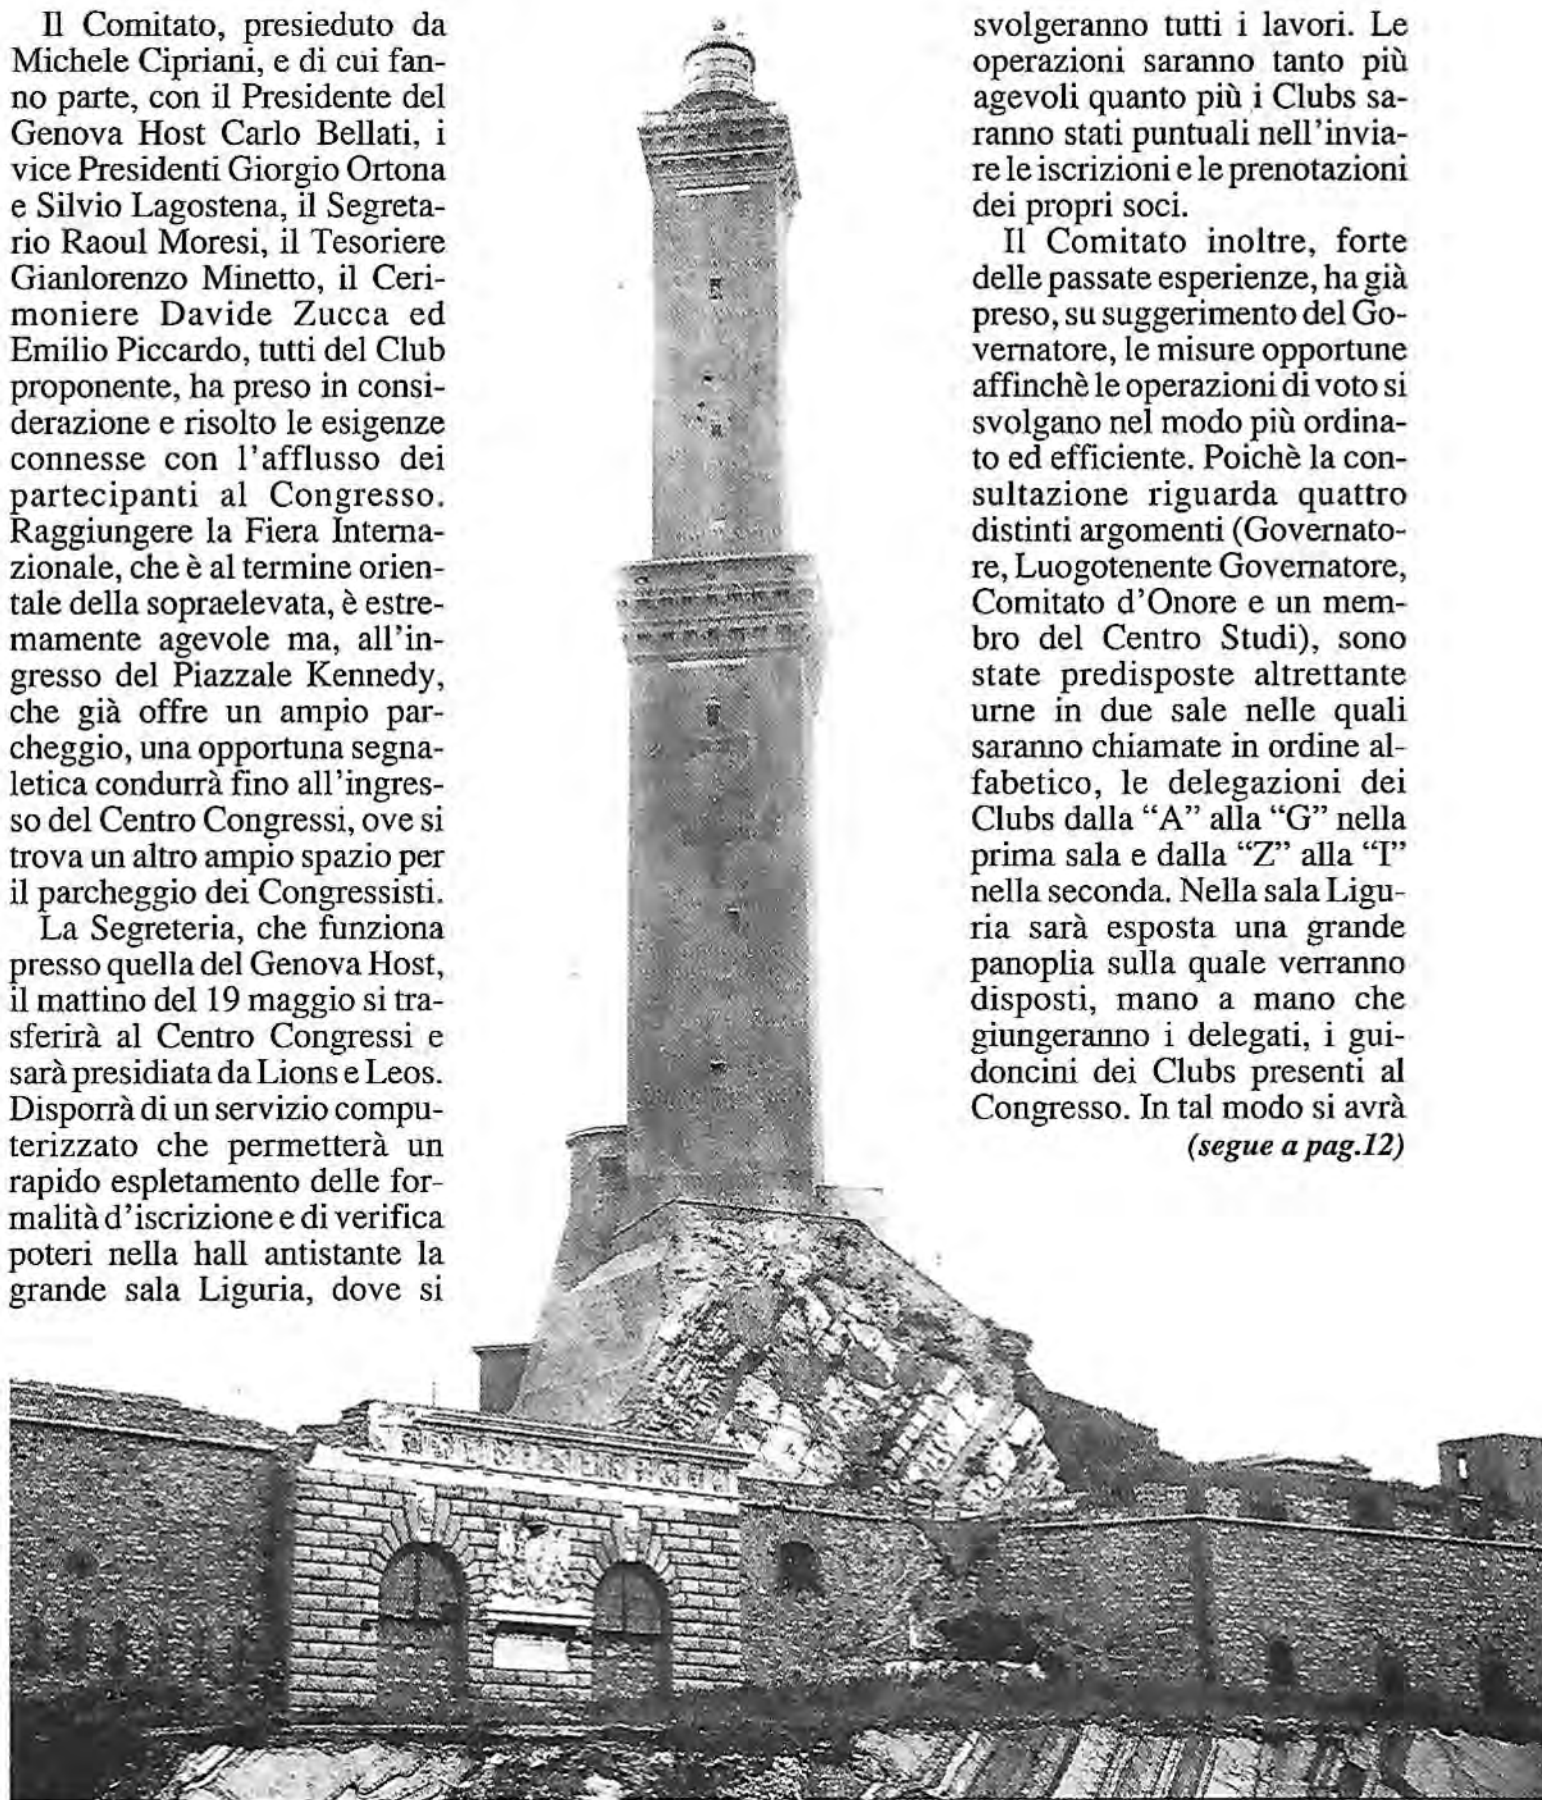 Il Comitato, presieduto da
Michele Cipriani, e di cui fan-
no parte, con il Presidente del
Genova Host Carlo Bellati, i
vice Presidenti Giorgio Ortona
e Silvio Lagostena, il Segreta-
rio Raoul Moresi, il Tesoriere
Gianlorenzo Minetto, il Ceri-
moniere Davide Zucca ed
Emilio Piccardo, tutti del Club
proponente, ha preso in consi-
derazione e risolto le esigenze
connesse con l'afflusso dei
partecipanti al Congresso.
Raggiungere la Fiera Interna-
zionale, che è al termine orien-
tale della sopraelevata, è estre-
mamente agevole ma, all'in-
gresso del Piazzale Kennedy,
che già offre un ampio par-
cheggio, una opportuna segna-
letica condurrà fino all'ingres-
so del Centro Congressi, ove si
trova un altro ampio spazio per
il parcheggio dei Congressisti.
La Segreteria, che funziona
presso quella del Genova Host,
il mattino del 19 maggio si tra-
sferirà al Centro Congressi e
sarà presidiata da Lions e Leos.
Disporrà di un servizio compu-
terizzato che permetterà un
rapido espletamento delle for-
malità d'iscrizione e di verifica
poteri nella hall antistante la
grande sala Liguria, dove si
svolgeranno tutti i lavori. Le
operazioni saranno tanto più
agevoli quanto più i Clubs sa-
ranno stati puntuali nell'invia-
re le iscrizioni e le prenotazioni
dei propri soci.
Il Comitato inoltre, forte
delle passate esperienze, ha già
preso, su suggerimento del Go-
vernatore, le misure opportune
affinchè le operazioni di voto si
svolgano nel modo più ordina-
to ed efficiente. Poichè la con-
sultazione riguarda quattro
distinti argomenti (Governato-
re, Luogotenente Governatore,
Comitato d'Onore e un mem-
bro del Centro Studi), sono
state predisposte altrettante
urne in due sale nelle quali
saranno chiamate in ordine al-
fabetico, le delegazioni dei
Clubs dalla “A” alla “G” nella
prima sala e dalla “Z” alla “I”
nella seconda. Nella sala Ligu-
ria sarà esposta una grande
panoplia sulla quale verranno
disposti, mano a mano che
giungeranno i delegati, i gui-
doncini dei Clubs presenti al
Congresso. In tal modo si avrà
(segue a pag.12)